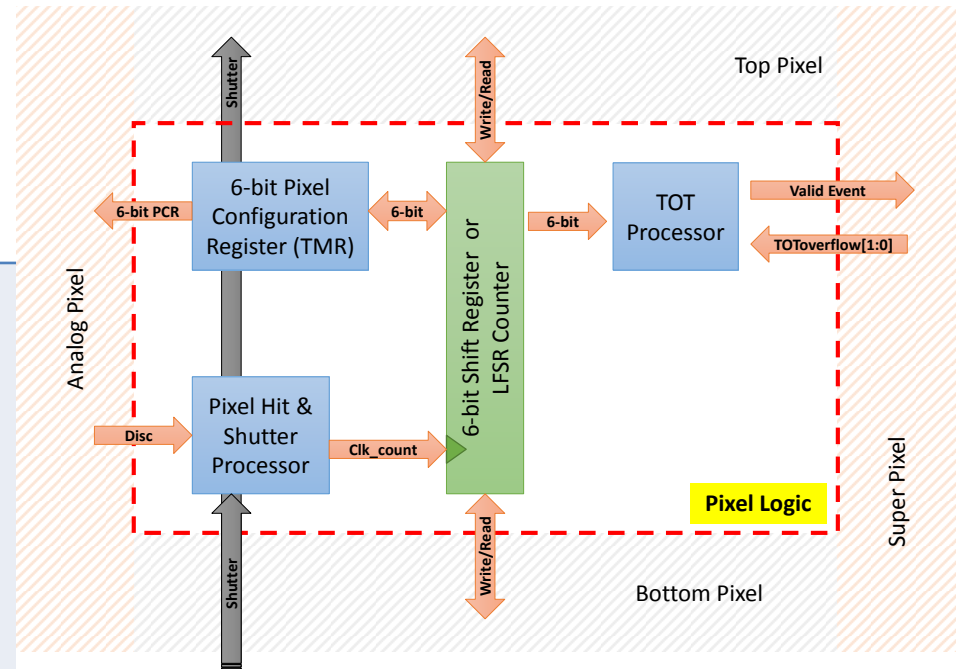 Shutter
Write/Read
Top Pixel
6-bit PCR
6-bit Pixel
Configuration
Register (TMR)
6-bit
6-bit Shift Register or
LFSR Counter
6-bit
TOT
Processor
Valid Event
TOToverflow[1:0]
Analog Pixel
Disc
Pixel Hit &
Shutter
Processor
Clk_count
Pixel Logic
Super Pixel
Shutter
Write/Read
Bottom Pixel